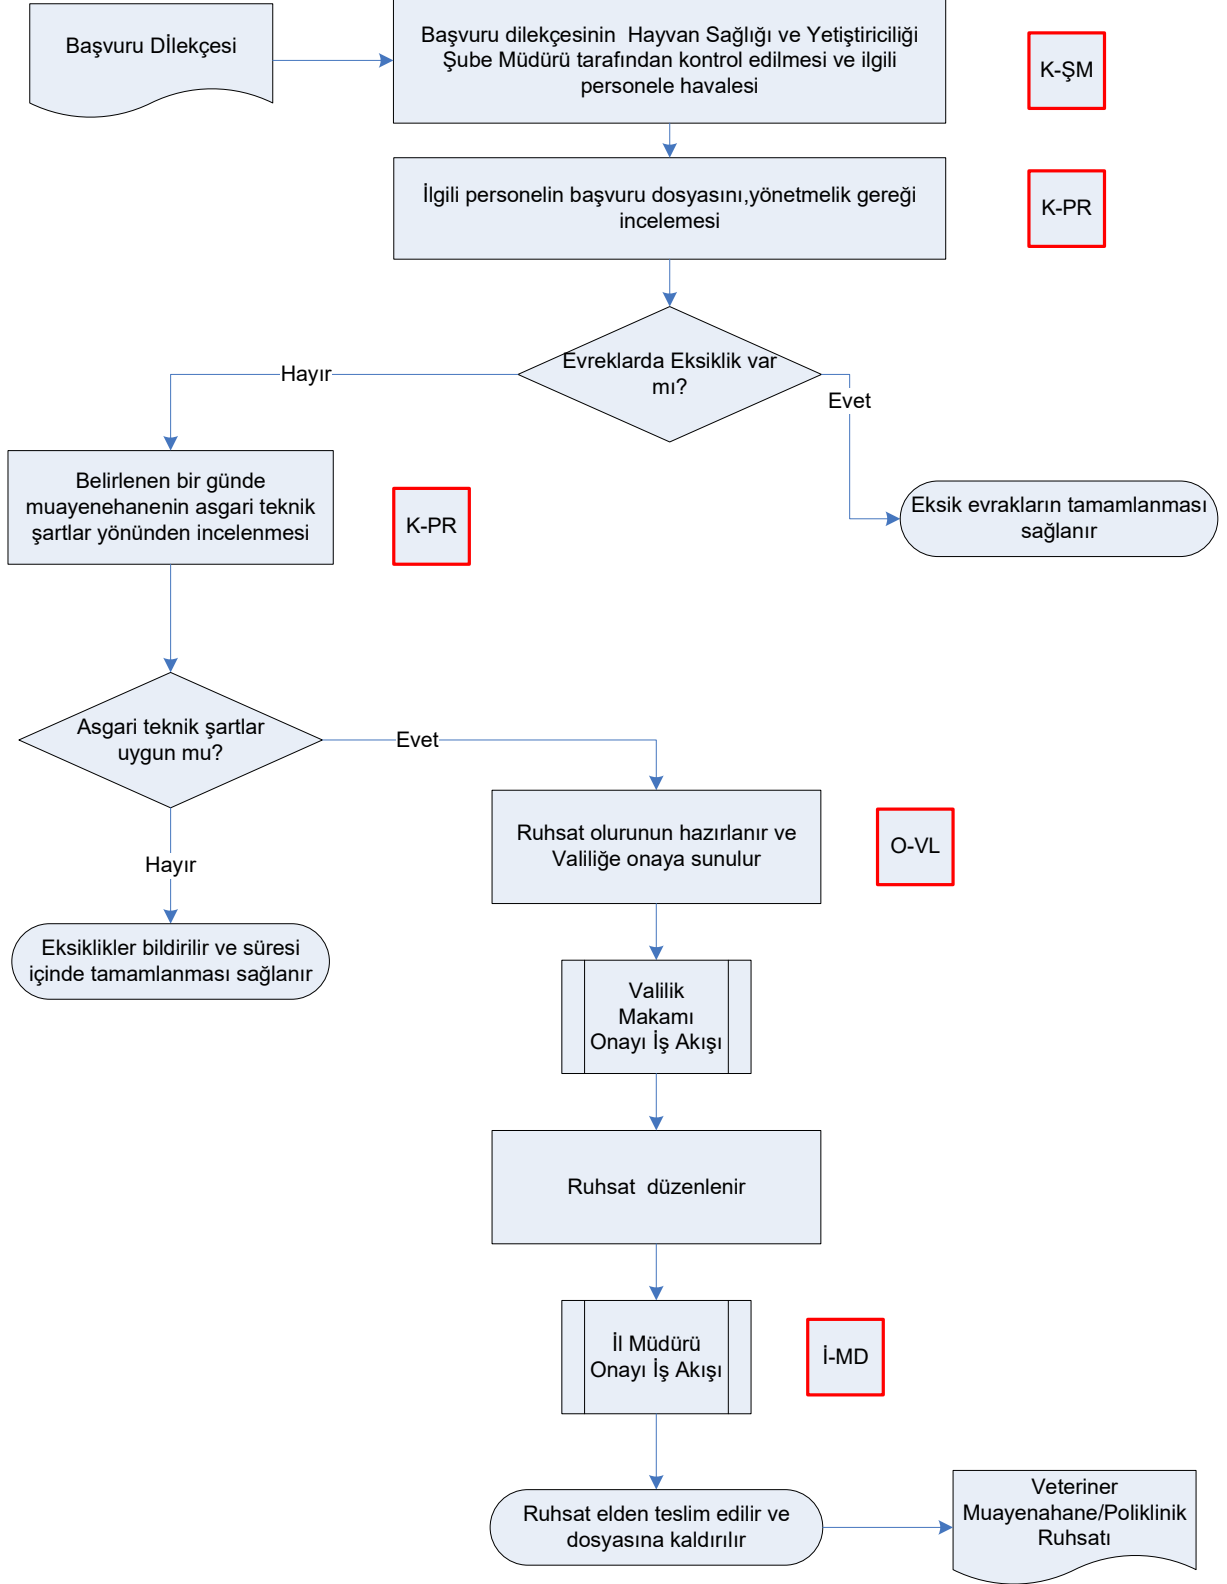 Başvuru Dİlekçesi
Başvuru dilekçesinin  Hayvan Sağlığı ve Yetiştiriciliği
Şube Müdürü tarafından kontrol edilmesi ve ilgili
personele havalesi
K-ŞM
İlgili personelin başvuru dosyasını,yönetmelik gereği
incelemesi
K-PR
Evreklarda Eksiklik var
mı?
Hayır
Evet
Belirlenen bir günde
muayenehanenin asgari teknik
şartlar yönünden incelenmesi
K-PR
Eksik evrakların tamamlanması
sağlanır
Asgari teknik şartlar
uygun mu?
Evet
Hayır
Ruhsat olurunun hazırlanır ve
Valiliğe onaya sunulur
O-VL
Eksiklikler bildirilir ve süresi
içinde tamamlanması sağlanır
Valilik
Makamı
Onayı İş Akışı
Ruhsat  düzenlenir
İl Müdürü
Onayı İş Akışı
İ-MD
Ruhsat elden teslim edilir ve
dosyasına kaldırılır
Veteriner
Muayenahane/Poliklinik
Ruhsatı